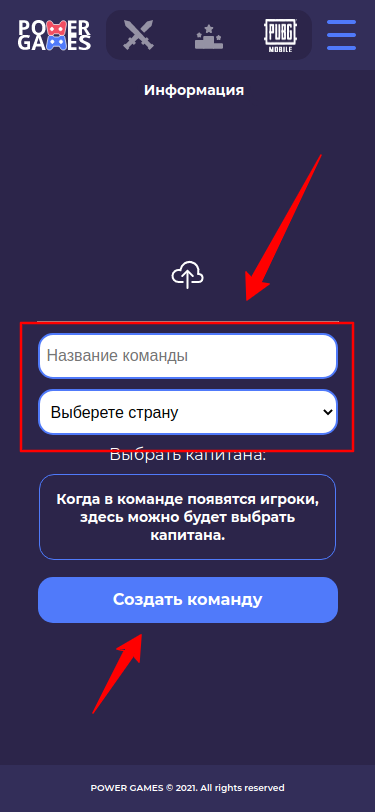 POWER
GAMES
PUBG
MOBILE
Информация
Название команды
Выберете страну
Выбрать капитана:
Когда в команде появятся игроки,
здесь можно будет выбрать
капитана.
Создать команду
POWER GAMES © 2021. All rights reserved